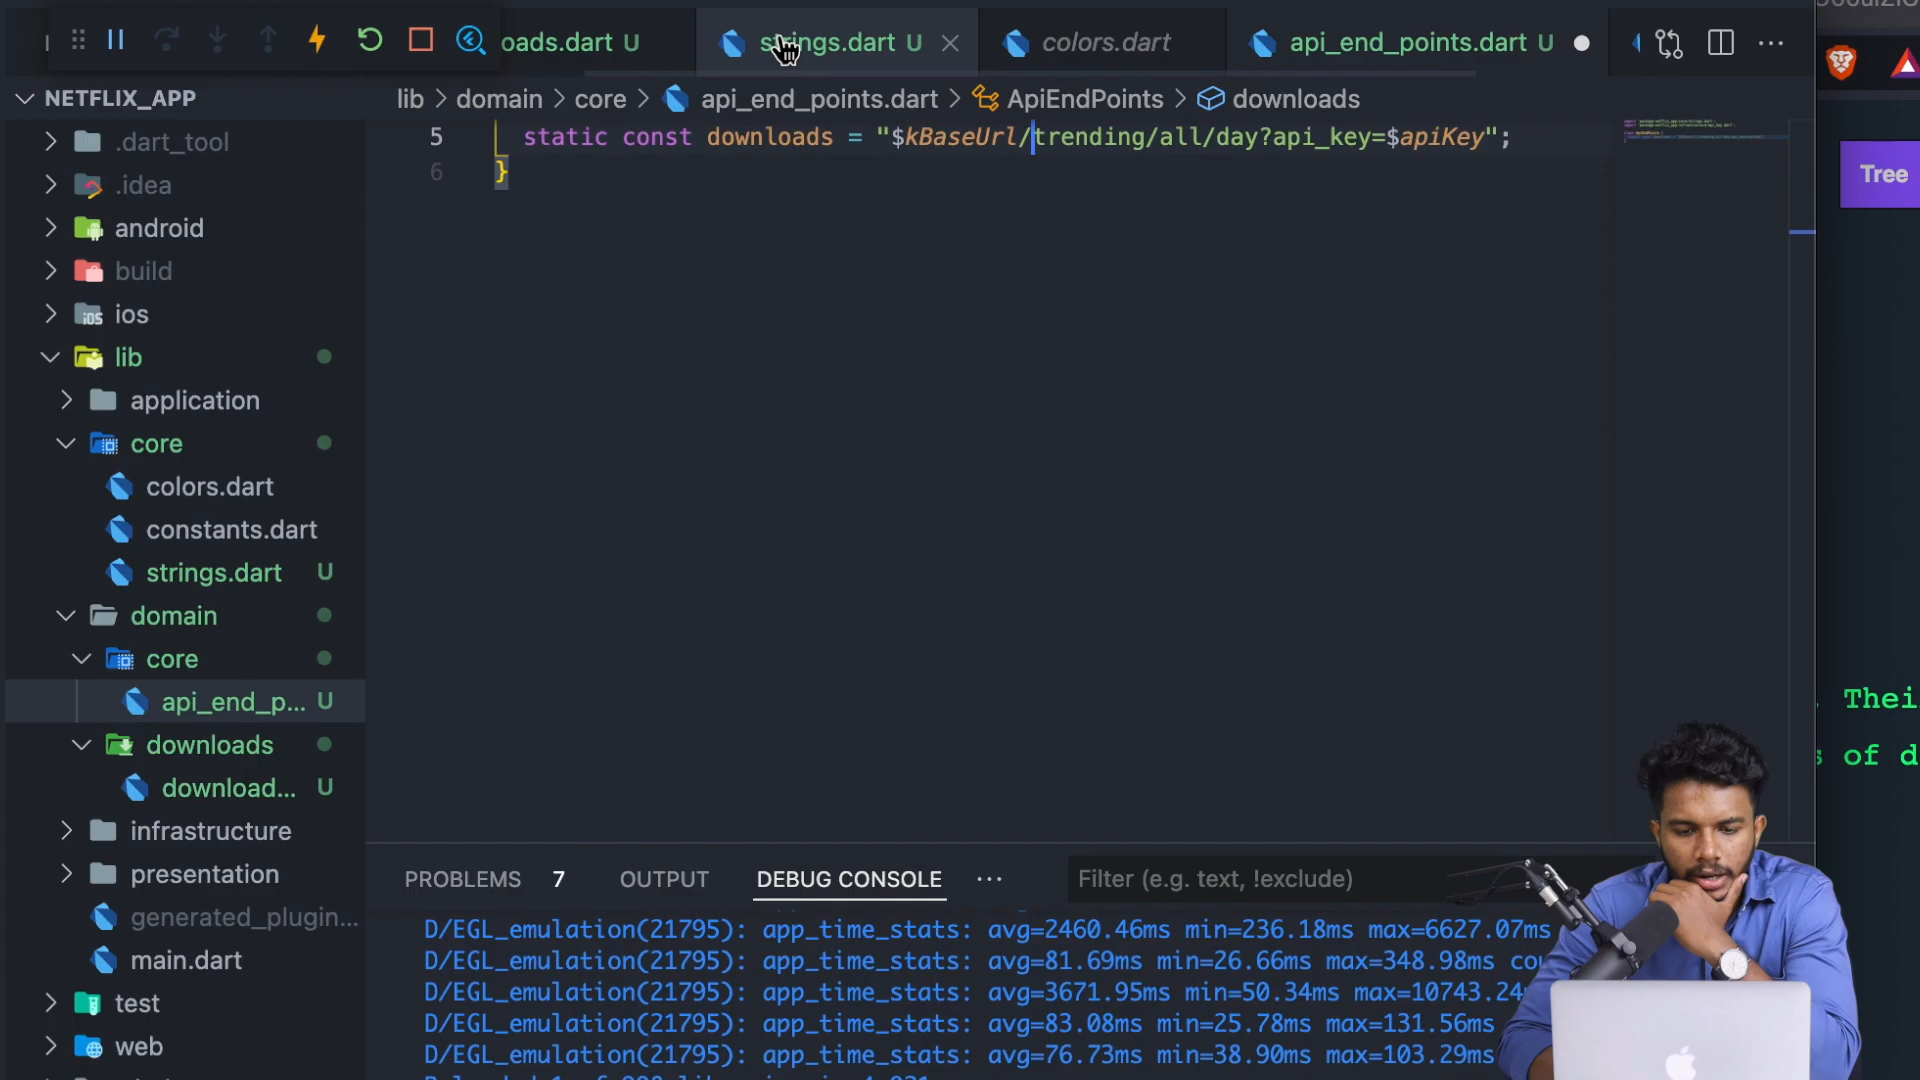 oads.dart U
strings.dart U
colors.dart
api_end_points.dart U
NETFLIX_APP
lib > domain > core > api_end_points.dart > ApiEndPoints > downloads
5 static const downloads = "$kBaseUrl/trending/all/day?api_key=$apiKey";
6 }
Tree
.dart_tool
.idea
android
build
ios
lib
application
core
colors.dart
constants.dart
strings.dart U
domain
core
api_end_p... U
downloads
download... U
infrastructure
presentation
generated_plugin...
main.dart
test
web
Thei
of d
PROBLEMS 7 OUTPUT DEBUG CONSOLE ... Filter (e.g. text, !exclude)
D/EGL_emulation(21795): app_time_stats: avg=2460.46ms min=236.18ms max=6627.07ms
D/EGL_emulation(21795): app_time_stats: avg=81.69ms min=26.66ms max=348.98ms cou
D/EGL_emulation(21795): app_time_stats: avg=3671.95ms min=50.34ms max=10743.24
D/EGL_emulation(21795): app_time_stats: avg=83.08ms min=25.78ms max=131.56ms
D/EGL_emulation(21795): app_time_stats: avg=76.73ms min=38.90ms max=103.29ms